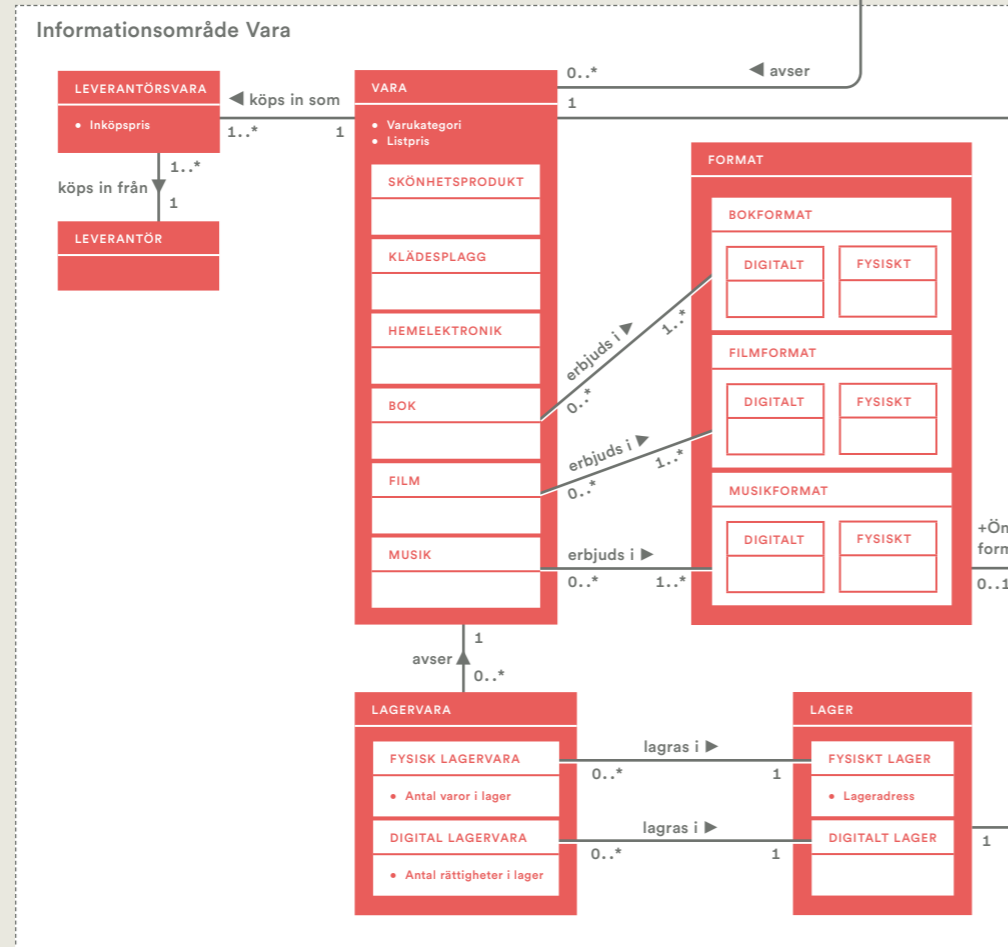 Informationsområde Vara
LEVERANTÖRSVARA
• Inköpspris
◀ köps in som
1..*
1
1..*
köps in från
1
LEVERANTÖR
VARA
• Varukategori
• Listpris
SKÖNHETSPRODUKT
KLÄDESPLAGG
HEMELEKTRONIK
BOK
FILM
MUSIK
0..*
◀ avser
1
erbjuds i ▶
0..*
1..*
erbjuds i ▶
0..*
1..*
erbjuds i ▶
0..*
1..*
FORMAT
BOKFORMAT
DIGITALT
FYSISKT
FILMFORMAT
DIGITALT
FYSISKT
MUSIKFORMAT
DIGITALT
FYSISKT
0..1
1
avser
0..*
LAGERVARA
FYSISK LAGERVARA
• Antal varor i lager
DIGITAL LAGERVARA
• Antal rättigheter i lager
lagras i ▶
0..*
1
lagras i ▶
0..*
1
LAGER
FYSISKT LAGER
• Lageradress
DIGITALT LAGER
1